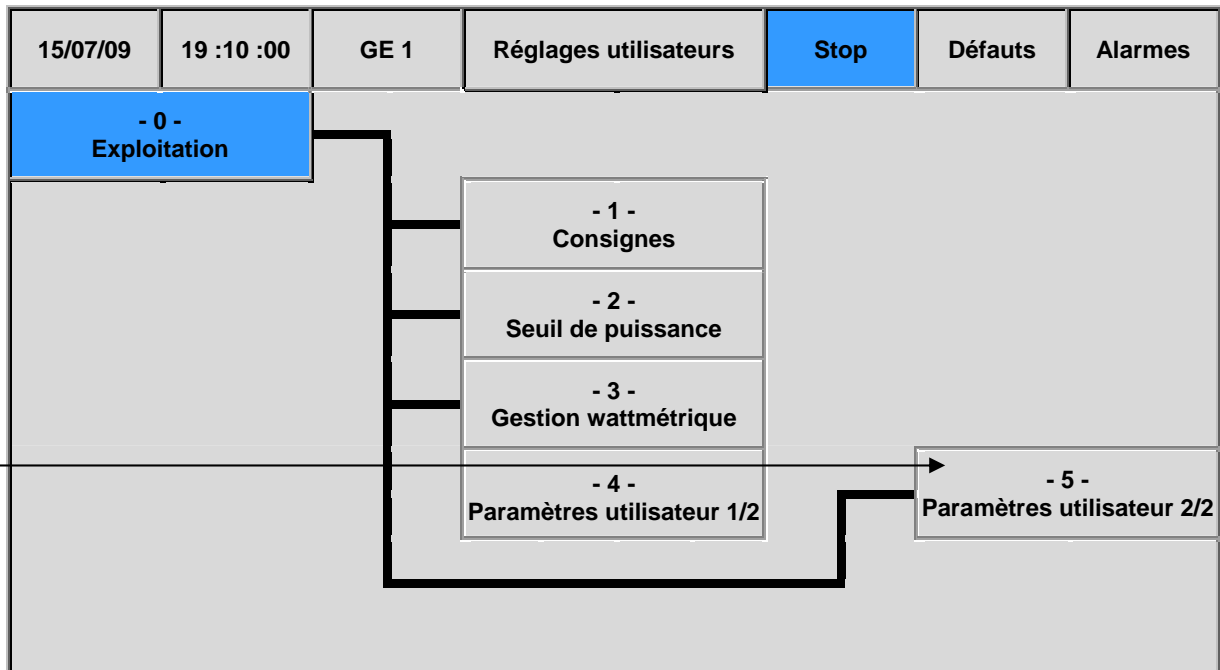 15/07/09 19 :10 :00 GE 1 Réglages utilisateurs Stop Défauts Alarmes
- 0 -
Exploitation
- 1 -
Consignes
- 2 -
Seuil de puissance
- 3 -
Gestion wattmétrique
- 4 -
Paramètres utilisateur 1/2
- 5 -
Paramètres utilisateur 2/2